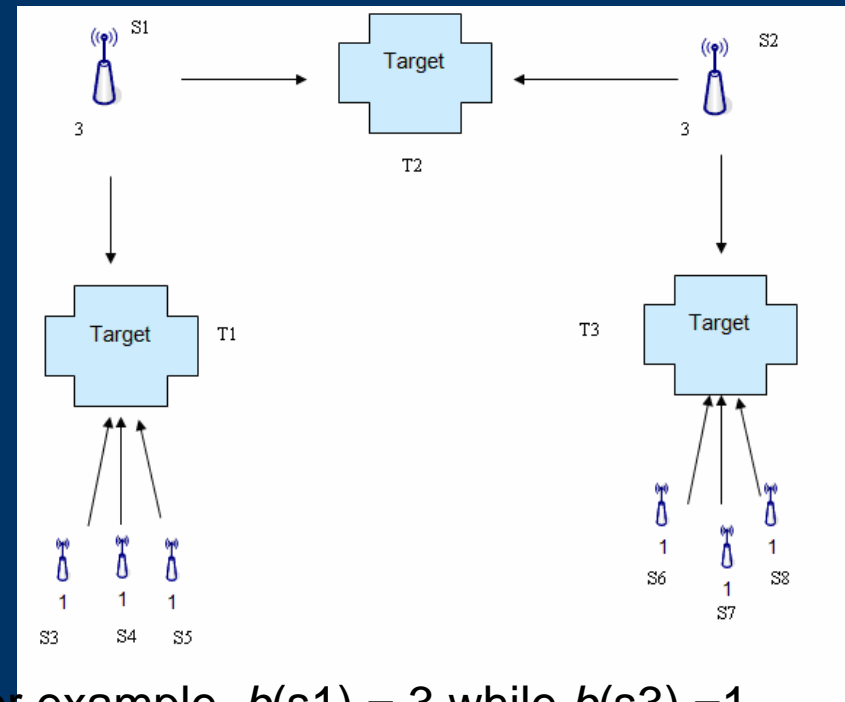 S1
Target
S2
3
3
T2
Target
T1
T3
Target
1
1
1
1
1
1
S6
S7
S8
S3
S4
S5
example, b(s1) = 3 while b(s3) =1